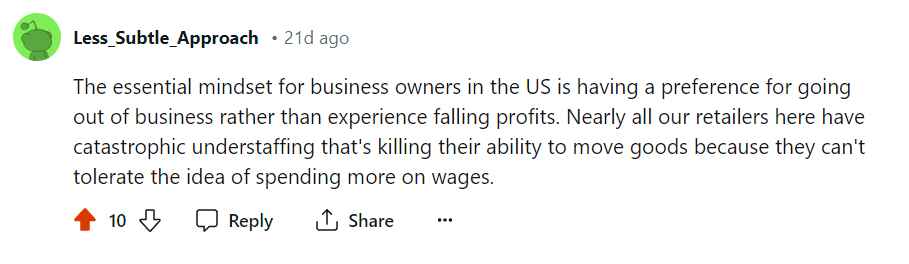 Less_Subtle_Approach • 21d ago
The essential mindset for business owners in the US is having a preference for going
out of business rather than experience falling profits. Nearly all our retailers here have
catastrophic understaffing that's killing their ability to move goods because they can't
tolerate the idea of spending more on wages.
10 Reply Share ...